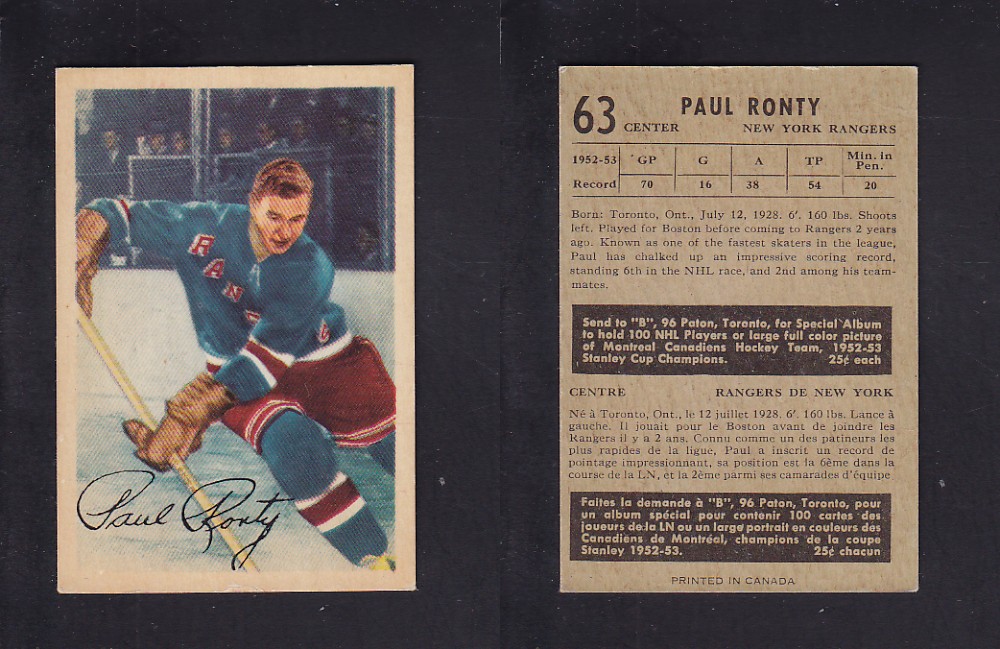 RANGERS
Paul Ronty
63 PAUL RONTY
CENTER NEW YORK RANGERS
1952-53 GP G A TP Min. in Pen.
Record 70 16 38 54 20
Born: Toronto, Ont., July 12, 1928. 6'. 160 lbs. Shoots
left. Played for Boston before coming to Rangers 2 years
ago. Known as one of the fastest skaters in the league,
Paul has chalked up an impressive scoring record,
standing 6th in the NHL race, and 2nd among his team-
mates.
Send to "B", 96 Paton, Toronto, for Special Album
to hold 100 NHL Players or large full color picture
of Montreal Canadiens Hockey Team, 1952-53
Stanley Cup Champions. 25¢ each
CENTRE RANGERS DE NEW YORK
Né à Toronto, Ont., le 12 juillet 1928. 6'. 160 lbs. Lance à
gauche. Il jouait pour le Boston avant de joindre les
Rangers il y a 2 ans. Connu comme un des pâtineurs les
plus rapides de la ligue, Paul a inscrit un record de
pointage impressionnant, sa position est la 6ème dans la
course de la LN, et la 2ème parmi ses camarades d'équipe
Faites la demande à "B", 96 Paton, Toronto, pour
un album spécial pour contenir 100 cartes des
joueurs de la LN ou un large portrait en couleurs des
Canadiens de Montréal, champions de la coupe
Stanley 1952-53. 25¢ chacun
PRINTED IN CANADA